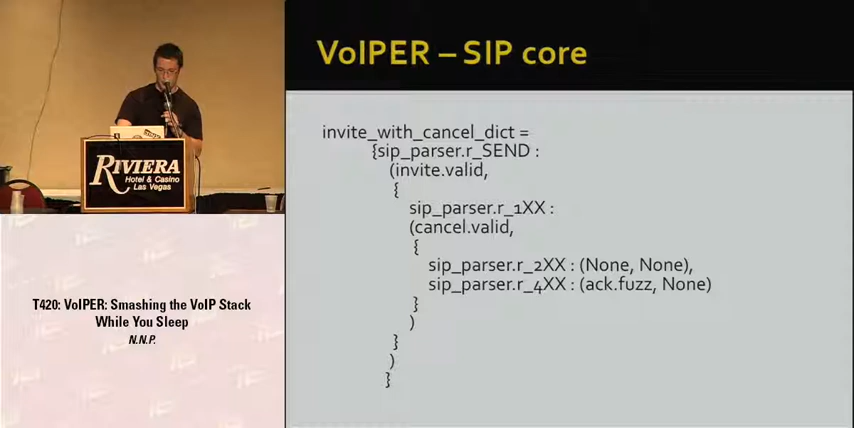 RIVIERA
Hotel & Casino
Las Vegas
T420: VoIPER: Smashing the VoIP Stack
While You Sleep
N.N.P.
VoIPER – SIP core
invite_with_cancel_dict =
{sip_parser.r_SEND :
(invite.valid,
{
sip_parser.r_1XX :
(cancel.valid,
{
sip_parser.r_2XX : (None, None),
sip_parser.r_4XX : (ack.fuzz, None)
}
)
}
)
}